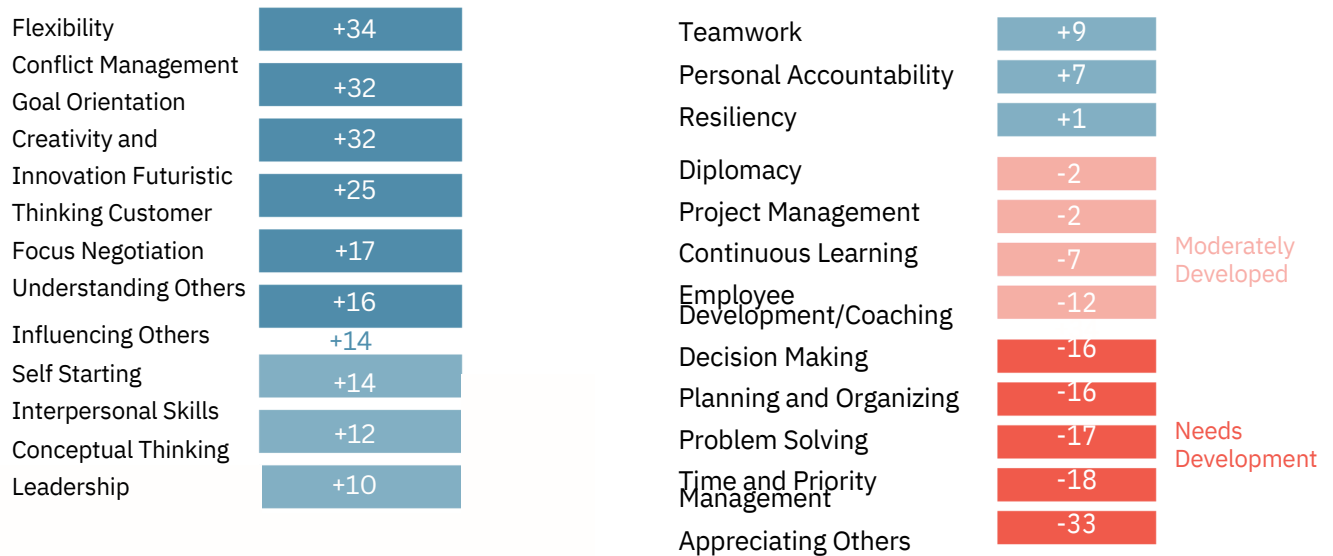 Flexibility
Conflict Management
Goal Orientation
Creativity and
Innovation Futuristic
Thinking Customer
Focus Negotiation
Understanding Others
Influencing Others
Self Starting
Interpersonal Skills
Conceptual Thinking
Leadership
+34
+32
+32
+25
+17
+16
+14
+14
+12
+10
Teamwork
Personal Accountability
Resiliency
Diplomacy
Project Management
Continuous Learning
Employee
Development/Coaching
Decision Making
Planning and Organizing
Problem Solving
Time and Priority
Management
Appreciating Others
+9
+7
+1
-2
-2
-7
-12
-16
-16
-17
-18
-33
Moderately
Developed
Needs
Development